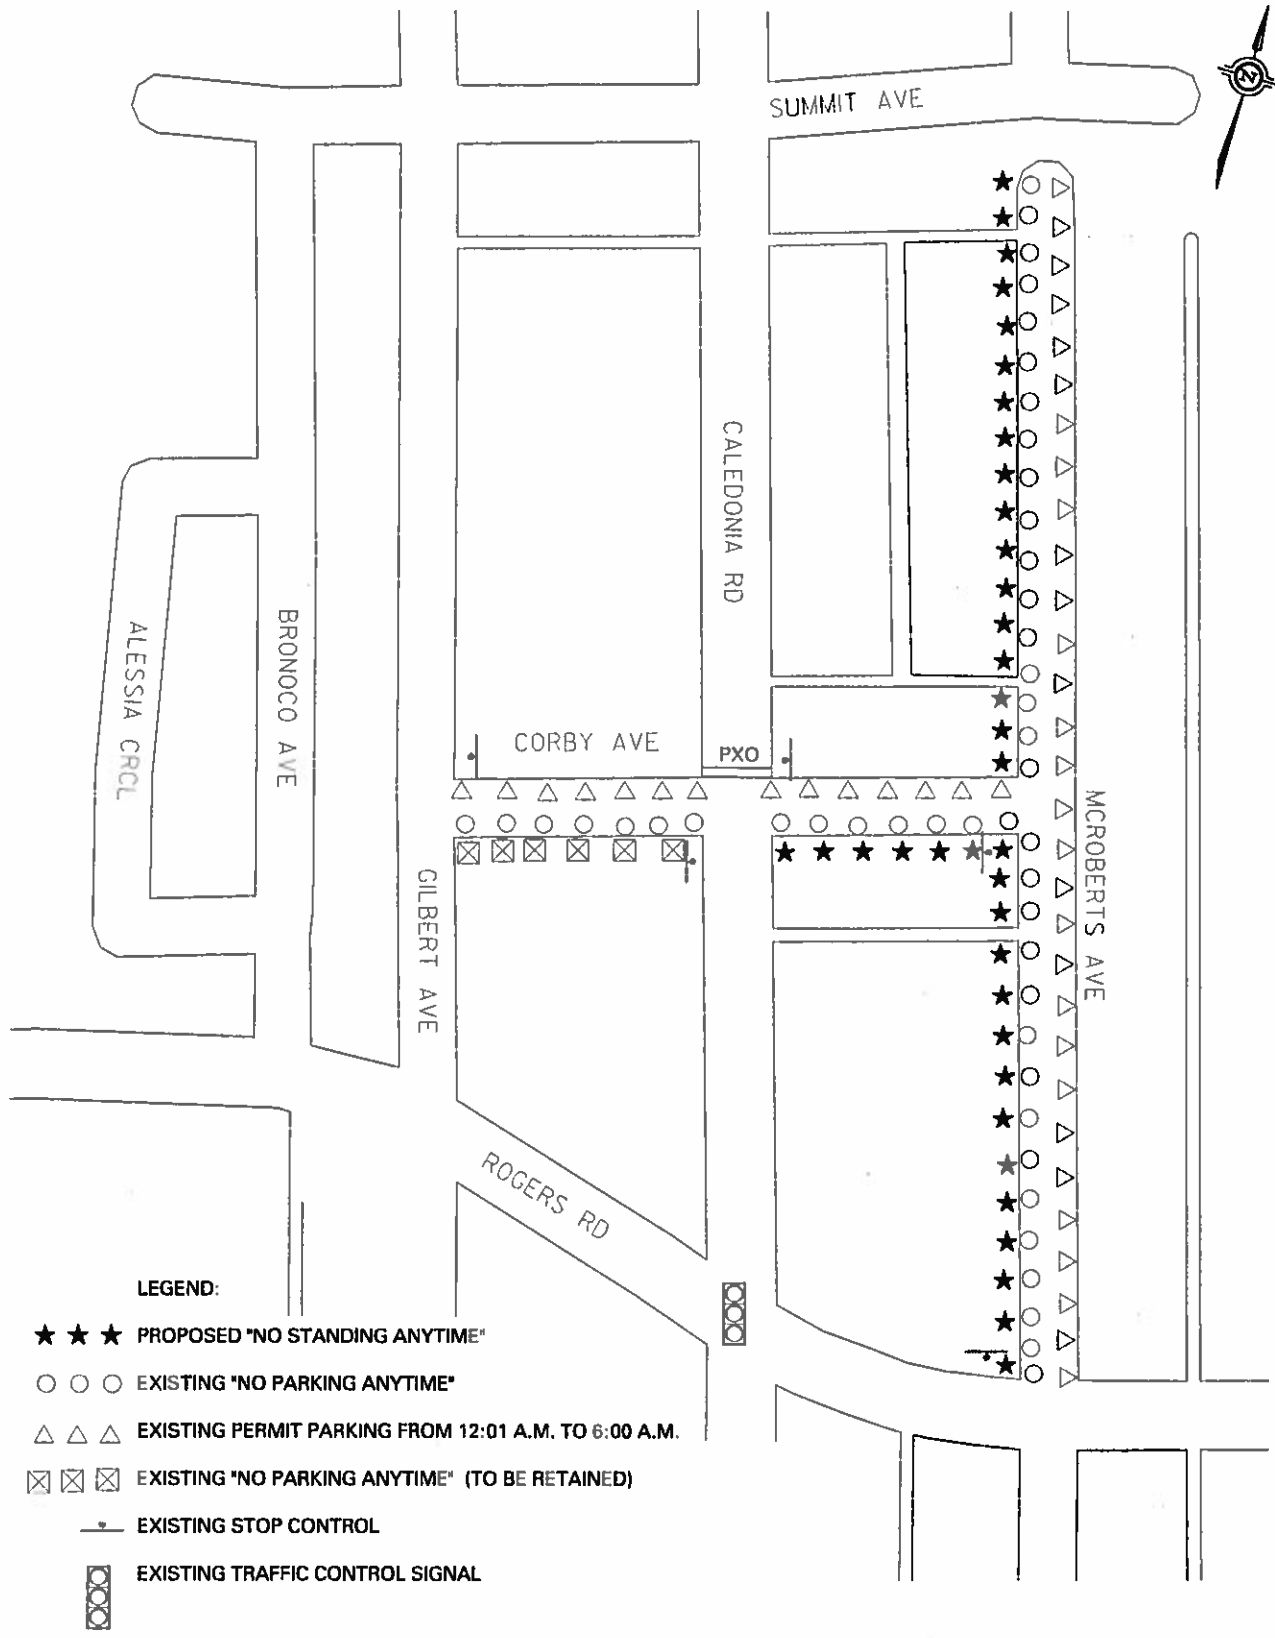 N
SUMMIT AVE
CALEDONIA RD
ALESSIA CRCL
BRONOCO AVE
CORBY AVE
PXO
MCROBERTS AVE
GILBERT AVE
ROGERS RD
LEGEND:
PROPOSED "NO STANDING ANYTIME"
EXISTING "NO PARKING ANYTIME"
EXISTING PERMIT PARKING FROM 12:01 A.M. TO 6:00 A.M.
EXISTING "NO PARKING ANYTIME" (TO BE RETAINED)
EXISTING STOP CONTROL
EXISTING TRAFFIC CONTROL SIGNAL